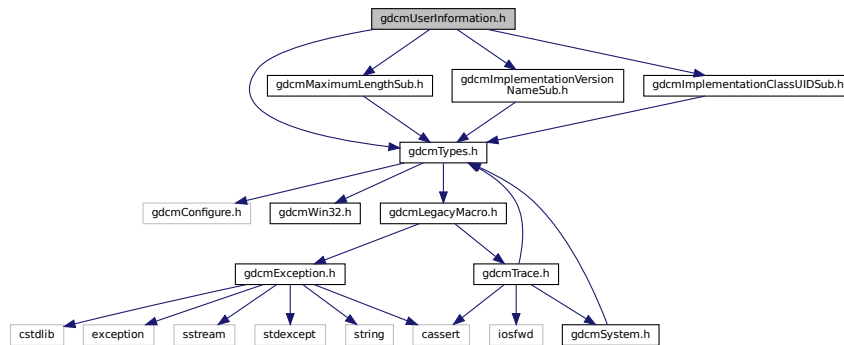 gdcmUserInformation.h
gdcmMaximumLengthSub.h
gdcmImplementationVersion
NameSub.h
gdcmImplementationClassUIDSub.h
gdcmTypes.h
gdcmConfigure.h
gdcmWin32.h
gdcmLegacyMacro.h
gdcmException.h
gdcmTrace.h
cstdlib
exception
sstream
stdexcept
string
cassert
iosfwd
gdcmSystem.h